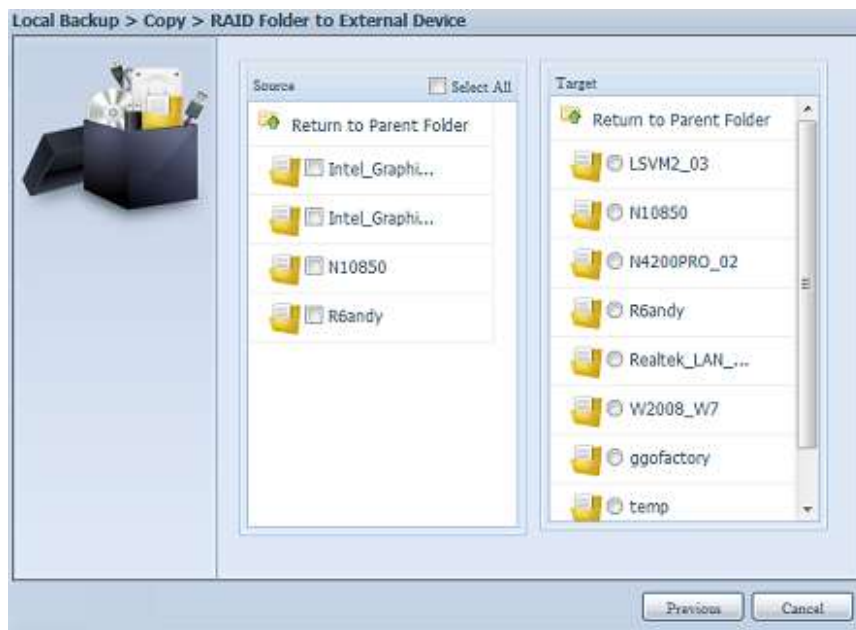 Local Backup > Copy > RAID Folder to External Device
Source
Select All
Return to Parent Folder
Intel_Graphi...
Intel_Graphi...
N10850
R6andy
Target
Return to Parent Folder
LSVM2_03
N10850
N4200PRO_02
R6andy
Realtek_LAN_...
W2008_W7
ggofactory
temp
Previous
Cancel